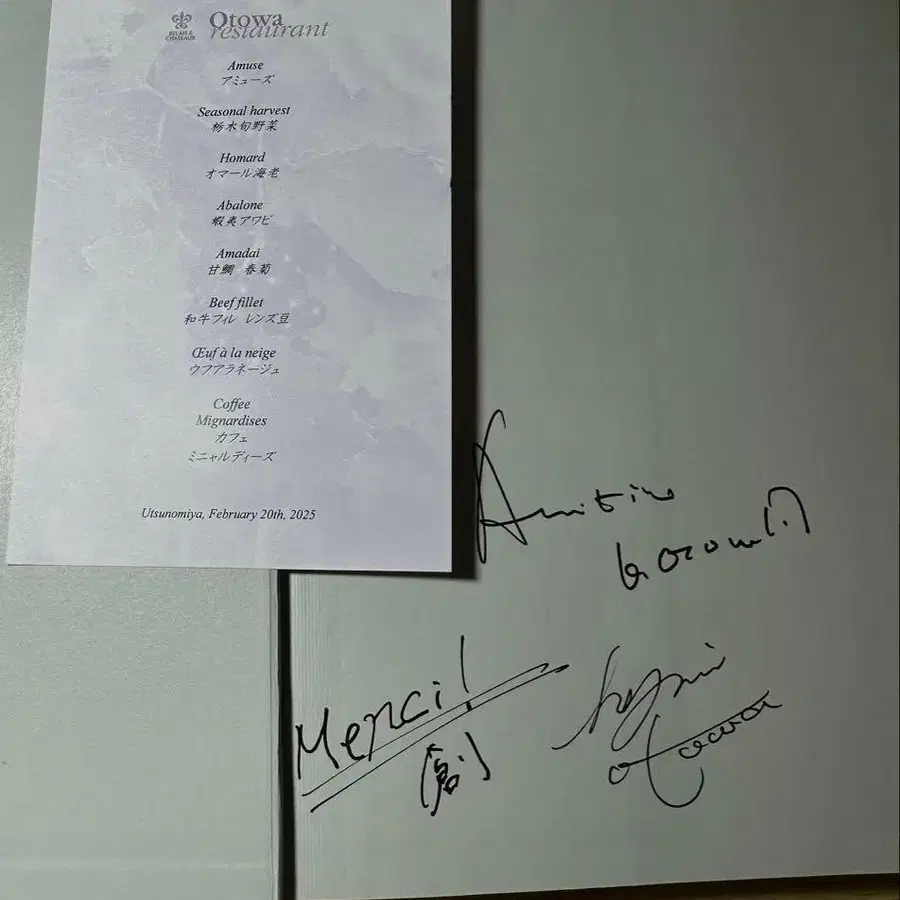 RELAIS & CHATEAUX
Otowa
restaurant
Amuse
アミューズ
Seasonal harvest
栃木旬野菜
Homard
オマール海老
Abalone
蝦夷アワビ
Amadai
甘鯛 春菊
Beef fillet
和牛フィレ レンズ豆
Œuf à la neige
ウフアラネージュ
Coffee
Mignardises
カフェ
ミニャルディーズ
Utsunomiya, February 20th, 2025
Merci!
創
Otowa